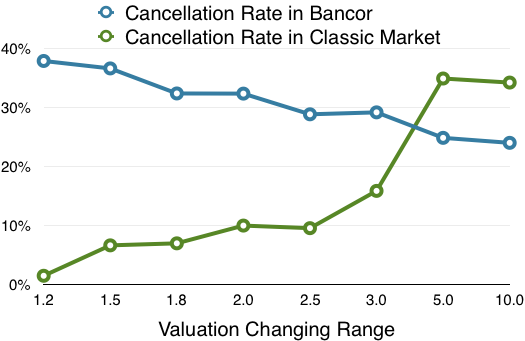 Cancellation Rate in Bancor
Cancellation Rate in Classic Market
40%
30%
20%
10%
0%
1.2 1.5 1.8 2.0 2.5 3.0 5.0 10.0
Valuation Changing Range